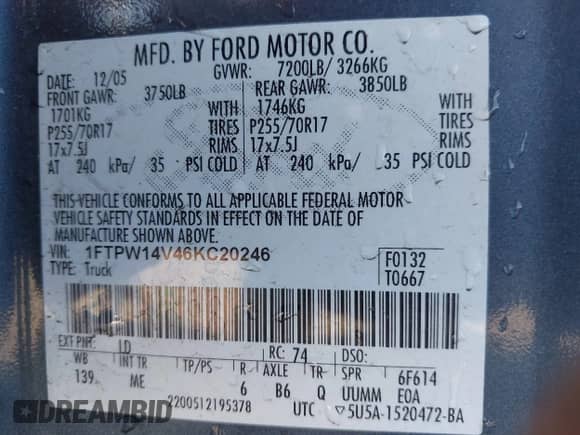 MFD. BY FORD MOTOR CO.
DATE: 12/05 GVWR: 7200LB/ 3266KG
FRONT GAWR: 3750LB REAR GAWR: 3850LB
1701KG WITH 1746KG WITH
P255/70R17 TIRES P255/70R17 TIRES
17x7.5J RIMS 17x7.5J RIMS
AT 240 kPa/ 35 PSI COLD AT 240 kPa/ 35 PSI COLD
THIS VEHICLE CONFORMS TO ALL APPLICABLE FEDERAL MOTOR
VEHICLE SAFETY STANDARDS IN EFFECT ON THE DATE OF
MANUFACTURE SHOWN ABOVE.
VIN: 1FTPW14V46KC20246 F0132
TYPE: Truck T0667
EXT PNT: LD RC: 74 DSO:
WB INT TR TP/PS R AXLE TR SPR 6F614
139 ME 6 B6 Q UUMM EOA
2200512195378 UTC ▽5U5A-1520472-BA
DREAMBID